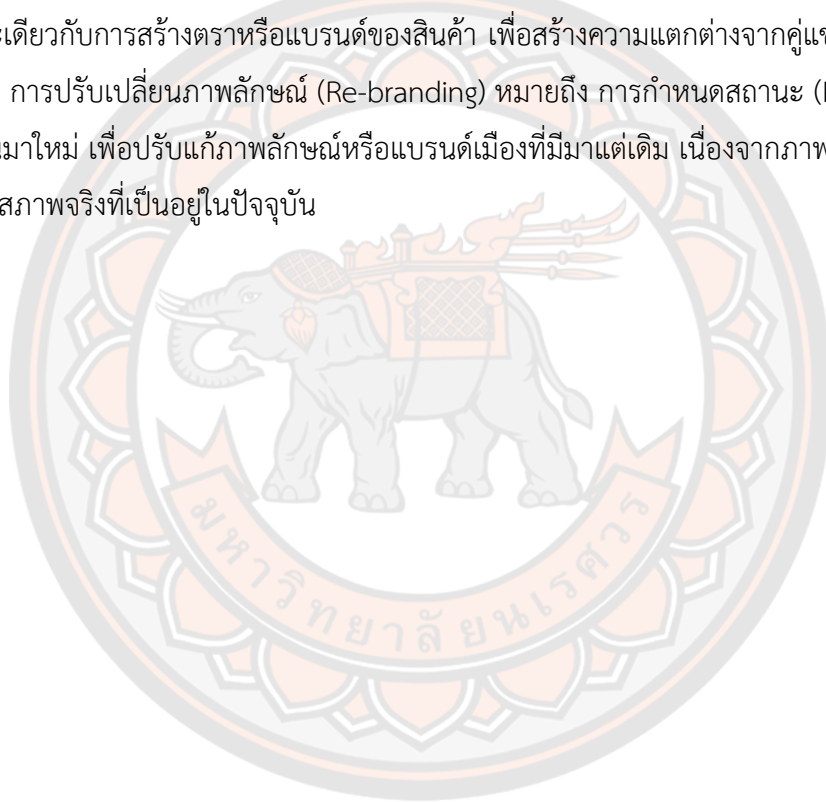 เดียวกับการสร้างตราหรือแบรนด์ของสินค้า เพื่อสร้างความแตกต่างจาก
การปรับเปลี่ยนภาพลักษณ์ (Re-branding) หมายถึง การกำหนดสถานะ
มาใหม่ เพื่อปรับแก้ภาพลักษณ์หรือแบรนด์เมืองที่มีมาแต่เดิม เนื่องจาก
สภาพจริงที่เป็นอยู่ในปัจจุบัน
มหาวิทยาลัยนเรศวร